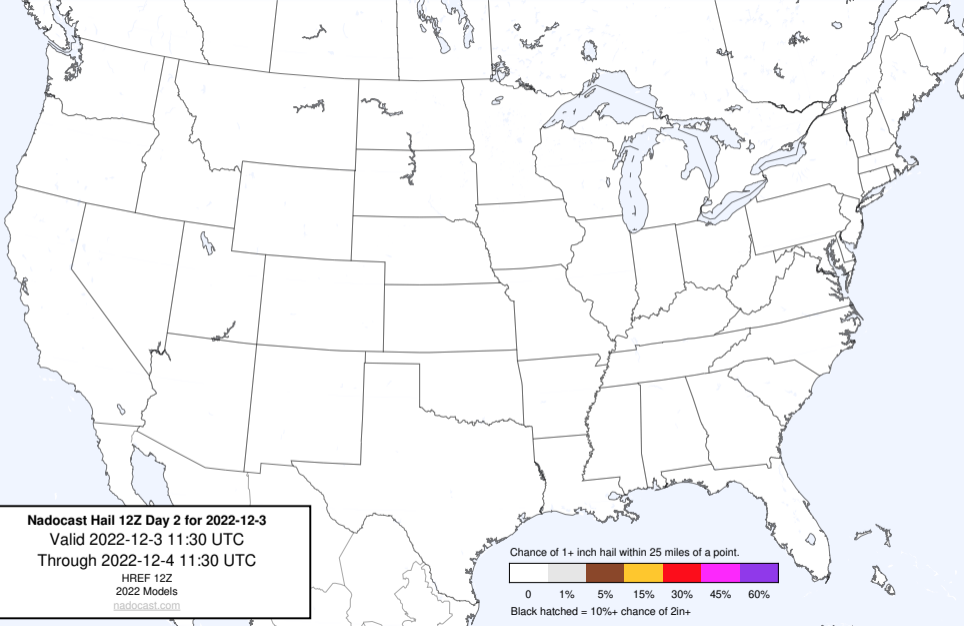 Nadocast Hail 12Z Day 2 for 2022-12-3
Valid 2022-12-3 11:30 UTC
Through 2022-12-4 11:30 UTC
HREF 12Z
2022 Models
nadocast.com
Chance of 1+ inch hail within 25 miles of a point.
0 1% 5% 15% 30% 45% 60%
Black hatched = 10%+ chance of 2in+